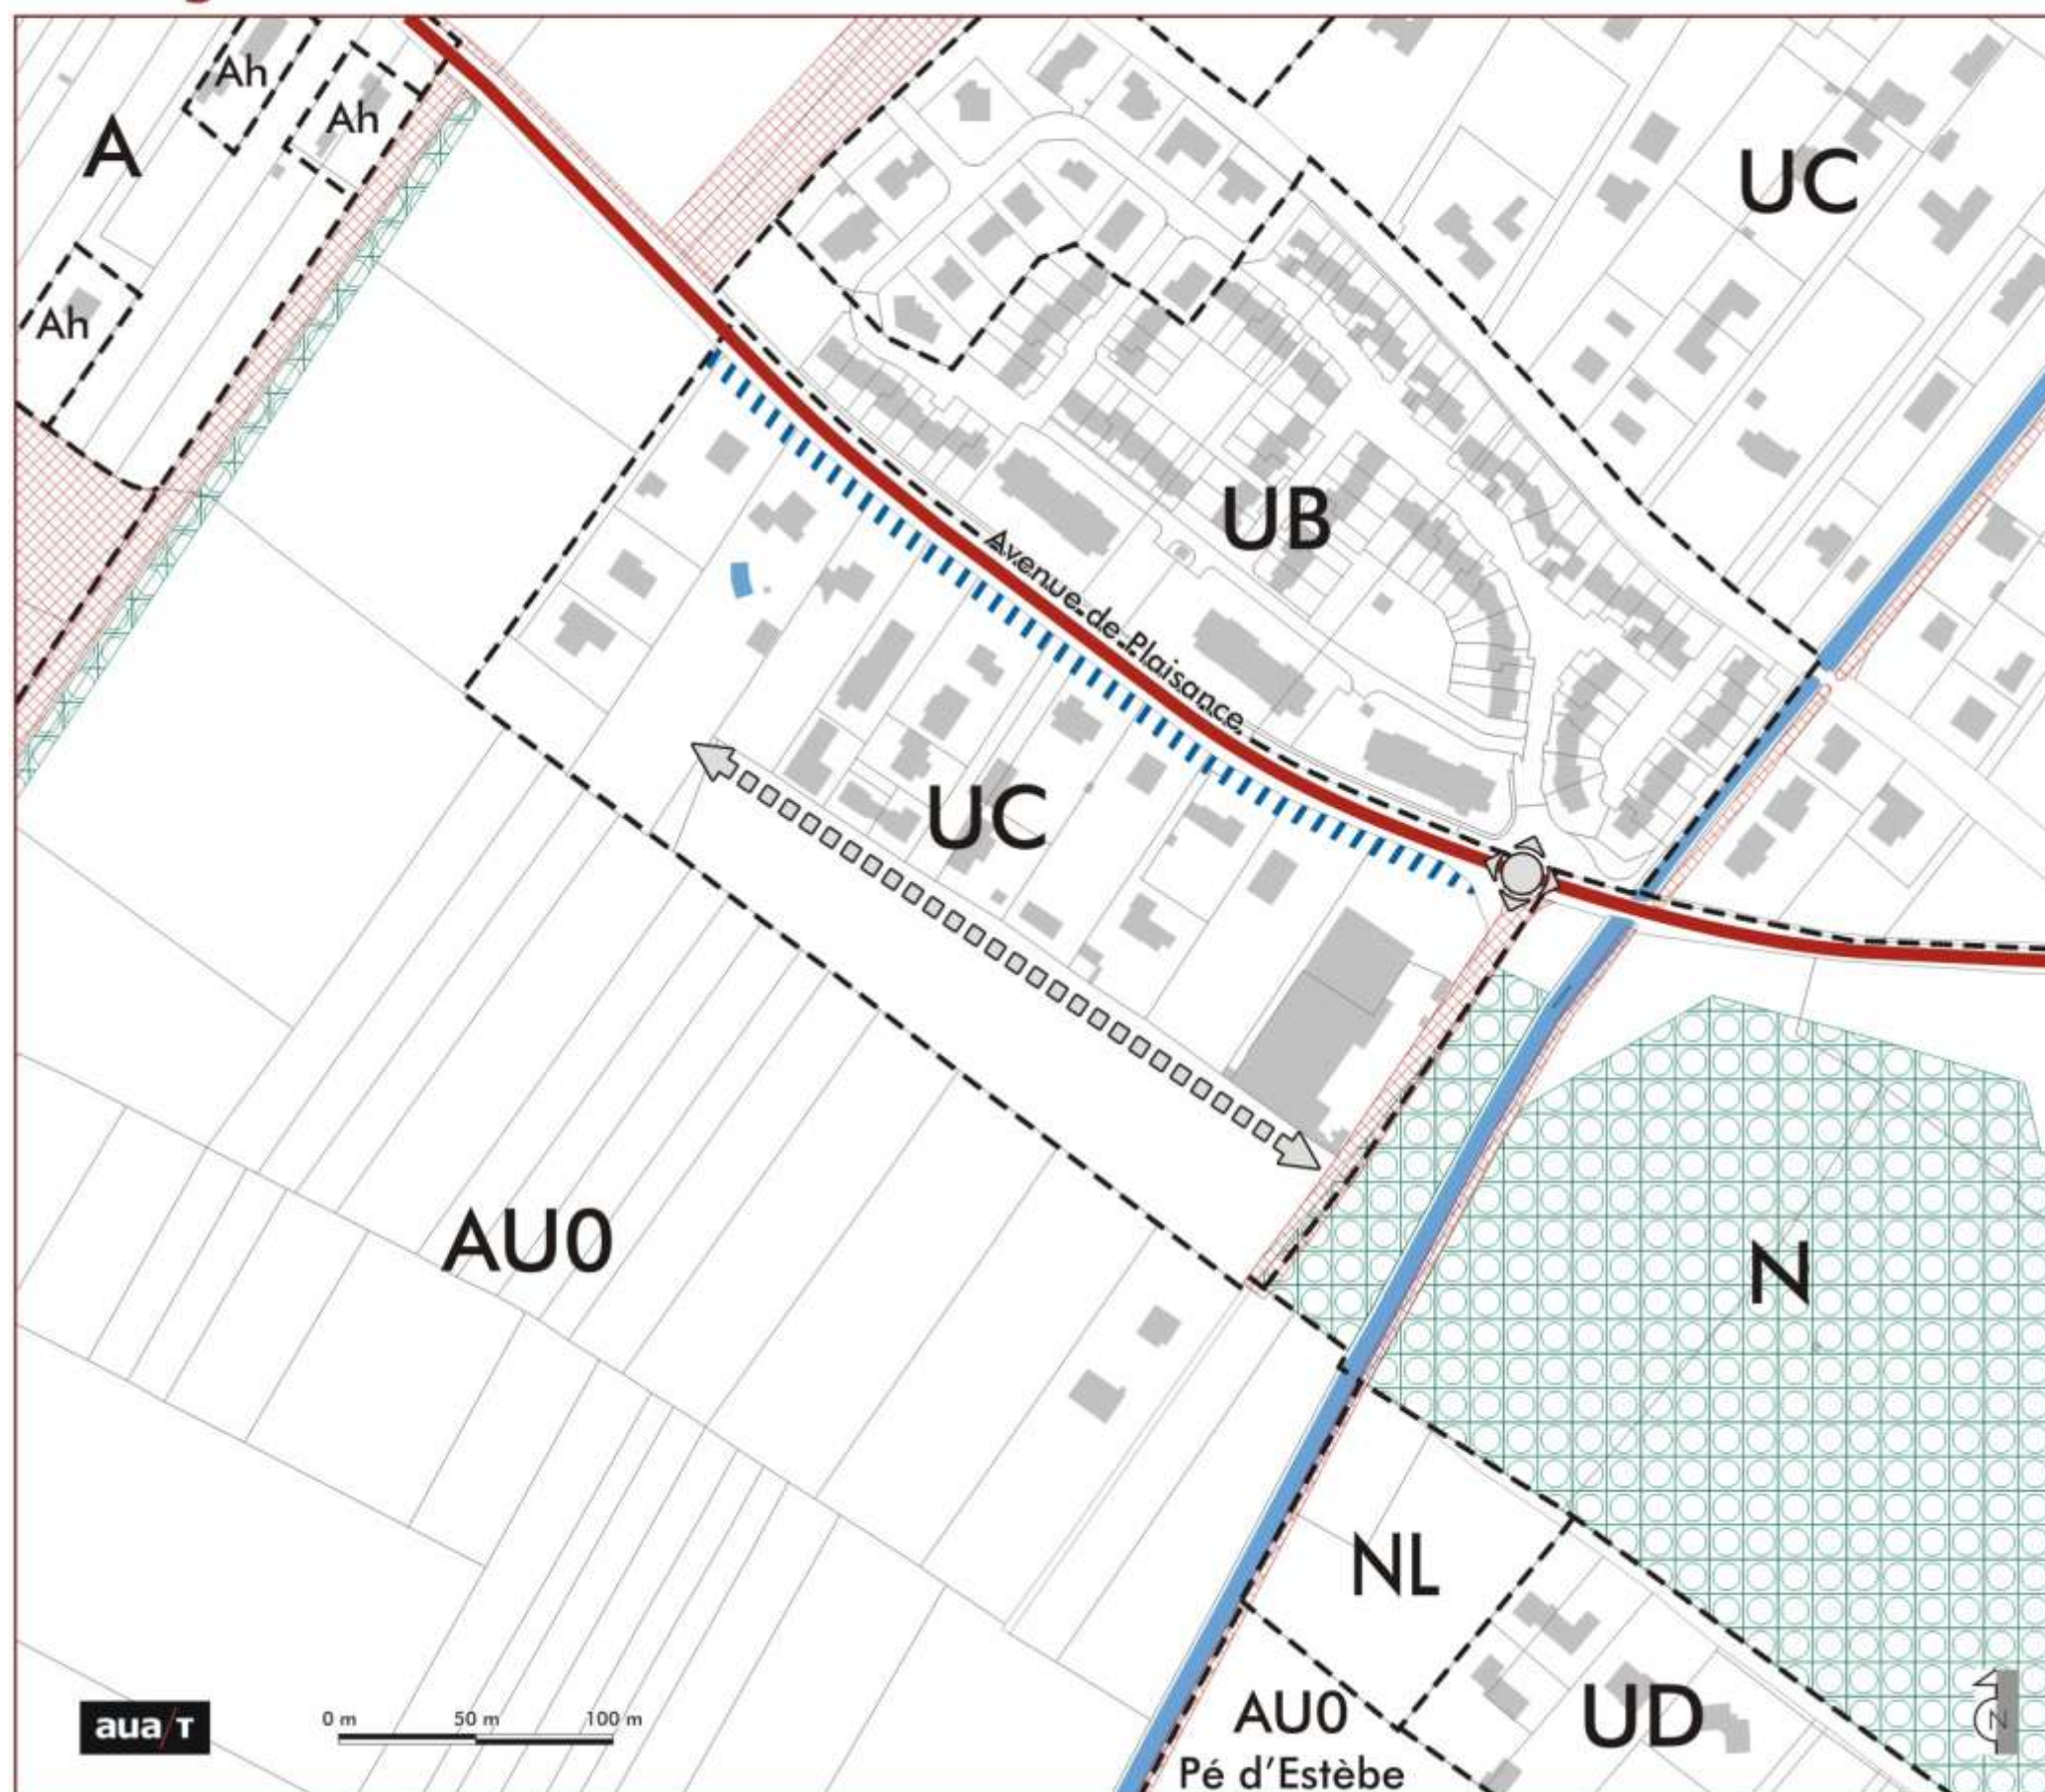 Ah
Ah
A
UC
Ah
UB
Avenue de Plaisance
UC
AU0
N
NL
AU0
Pé d'Estèbe
UD
aua/T
0 m 50 m 100 m
N